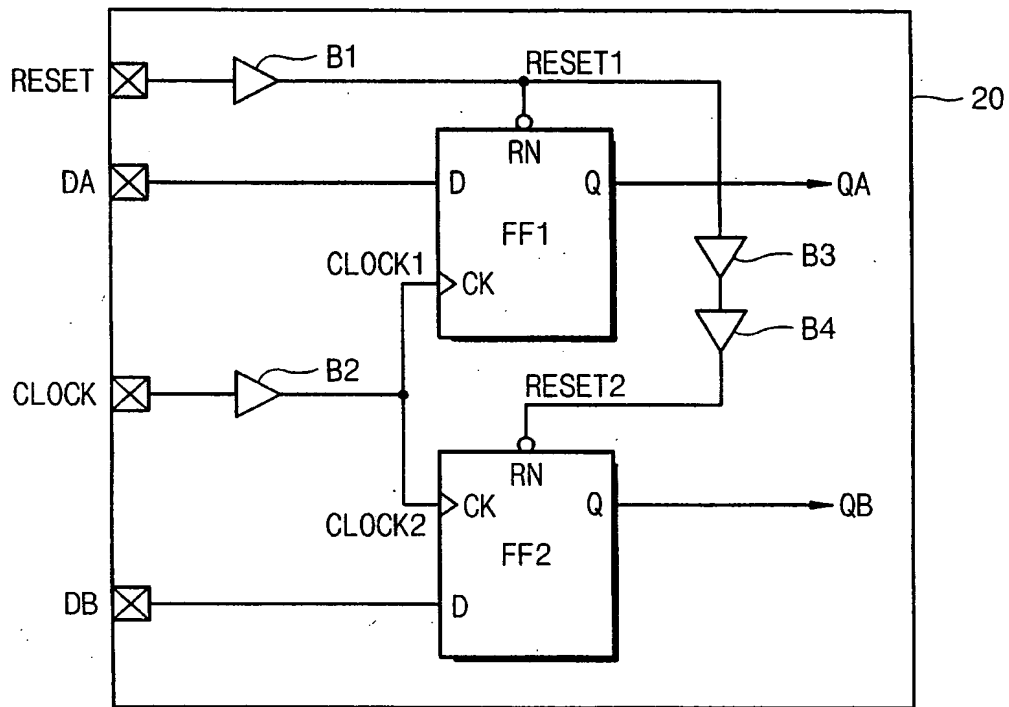 B1
RESET
RESET1
20
RN
DA
D
Q
QA
FF1
B3
CLOCK1
CK
B4
B2
CLOCK
RESET2
RN
CK
Q
QB
CLOCK2
FF2
DB
D